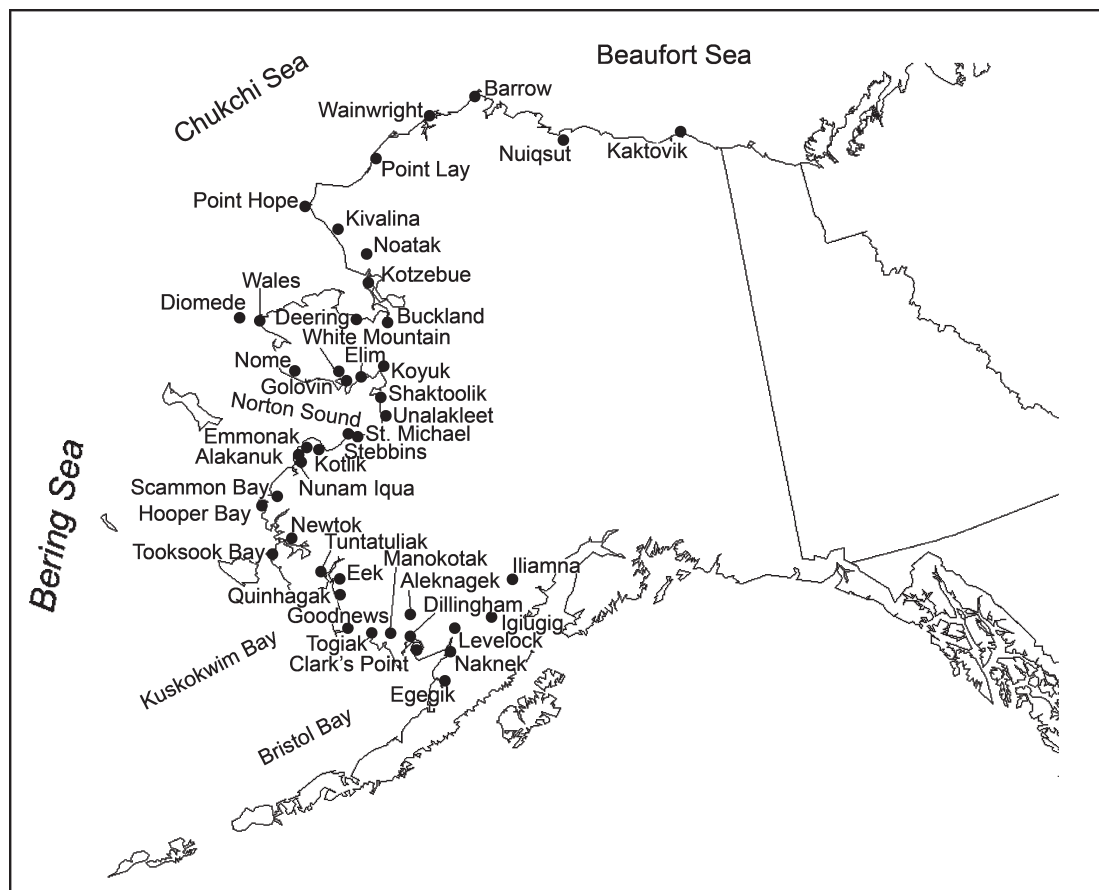 Beaufort Sea
Chukchi Sea
Barrow
Wainwright
Nuiqsut
Kaktovik
Point Lay
Point Hope
Kivalina
Noatak
Kotzebue
Wales
Diomede
Deering
Buckland
White Mountain
Elim
Nome
Koyuk
Golovin
Shaktoolik
Norton Sound
Unalakleet
Emmonak
St. Michael
Stebbins
Alakanuk
Kotlik
Nunam Iqua
Scammon Bay
Hooper Bay
Bering Sea
Newtok
Tuntatuliak
Tooksook Bay
Manokotak
Iliamna
Eek
Aleknagek
Quinhagak
Dillingham
Goodnews
Igiugig
Togiak
Levelock
Kuskokwim Bay
Clark's Point
Naknek
Egegik
Bristol Bay